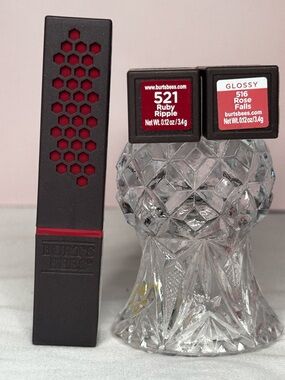 BURT'S
BEES
www.burtsbees.com
521
Ruby
Ripple
Net Wt. 0.12 oz / 3.4g
GLOSSY
516
Rose
Falls
www.burtsbees.com
Net Wt. 0.12 oz / 3.4g